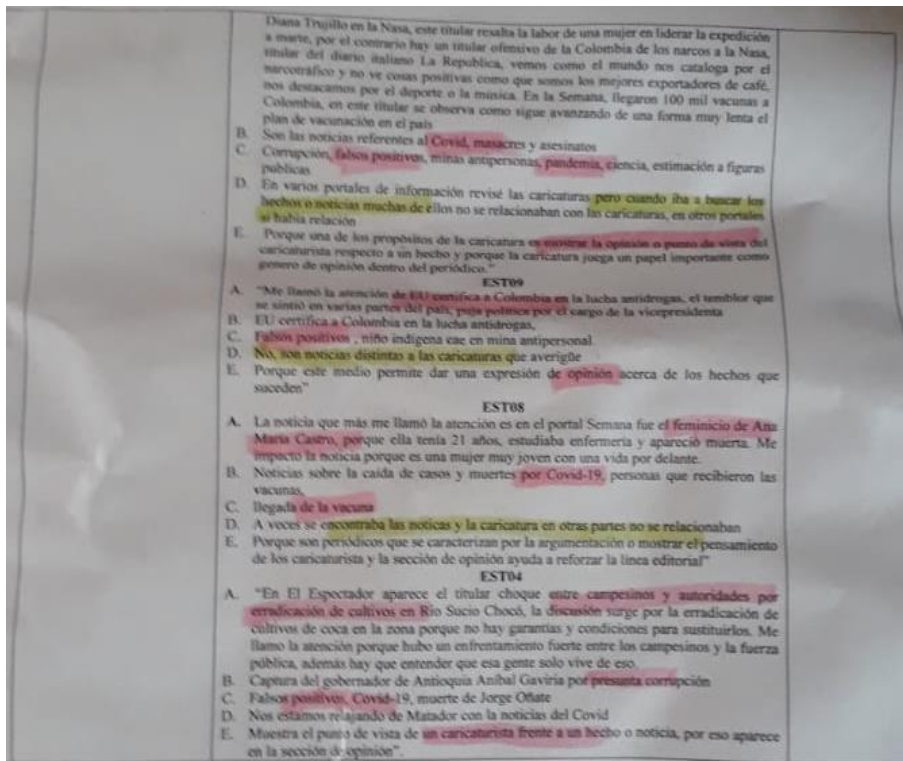 Diana Trujillo en la Nasa, este titular resalta la labor de una mujer en liderar la expedición
a marte, por el contrario hay un titular ofensivo de la Colombia de los narcos a la Nasa,
titular del diario italiano La Republica, vemos como el mundo nos cataloga por el
narcotráfico y no ve cosas positivas como que somos los mejores exportadores de café,
nos destacamos por el deporte o la música. En la Semana, llegaron 100 mil vacunas a
Colombia, en este titular se observa como sigue avanzando de una forma muy lenta el
plan de vacunación en el país
B. Son las noticias referentes al Covid, masacres y asesinatos
C. Corrupción, falsos positivos, minas antipersonas, pandemia, ciencia, estimación a figuras
públicas
D. En varios portales de información revisé las caricaturas pero cuando iba a buscar los
hechos o noticias muchas de ellos no se relacionaban con las caricaturas, en otros portales
si había relación
E. Porque una de los propósitos de la caricatura es mostrar la opinión o punto de vista del
caricaturista respecto a un hecho y porque la caricatura juega un papel importante como
genero de opinión dentro del periódico."
EST09
A. "Me llamó la atención de EU certifica a Colombia en la lucha antidrogas, el temblor que
se sintió en varias partes del país, puja política por el cargo de la vicepresidenta
B. EU certifica a Colombia en la lucha antidrogas,
C. Falsos positivos , niño indígena cae en mina antipersonal.
D. No, son noticias distintas a las caricaturas que averigüe
E. Porque este medio permite dar una expresión de opinión acerca de los hechos que
suceden"
EST08
A. La noticia que más me llamó la atención es en el portal Semana fue el feminicio de Ana
María Castro, porque ella tenía 21 años, estudiaba enfermería y apareció muerta. Me
impacto la noticia porque es una mujer muy joven con una vida por delante.
B. Noticias sobre la caída de casos y muertes por Covid-19, personas que recibieron las
vacunas,
C. llegada de la vacuna
D. A veces se encontraba las noticas y la caricatura en otras partes no se relacionaban
E. Porque son periódicos que se caracterizan por la argumentación o mostrar el pensamiento
de los caricaturista y la sección de opinión ayuda a reforzar la línea editorial"
EST04
A. "En El Espectador aparece el titular choque entre campesinos y autoridades por
erradicación de cultivos en Rio Sucio Chocó, la discusión surge por la erradicación de
cultivos de coca en la zona porque no hay garantías y condiciones para sustituirlos. Me
llamo la atención porque hubo un enfrentamiento fuerte entre los campesinos y la fuerza
pública, además hay que entender que esa gente solo vive de eso.
B. Captura del gobernador de Antioquia Aníbal Gaviria por presunta corrupción
C. Falsos positivos, Covid-19, muerte de Jorge Oñate
D. Nos estamos relajando de Matador con la noticias del Covid
E. Muestra el punto de vista de un caricaturista frente a un hecho o noticia, por eso aparece
en la sección de opinión".